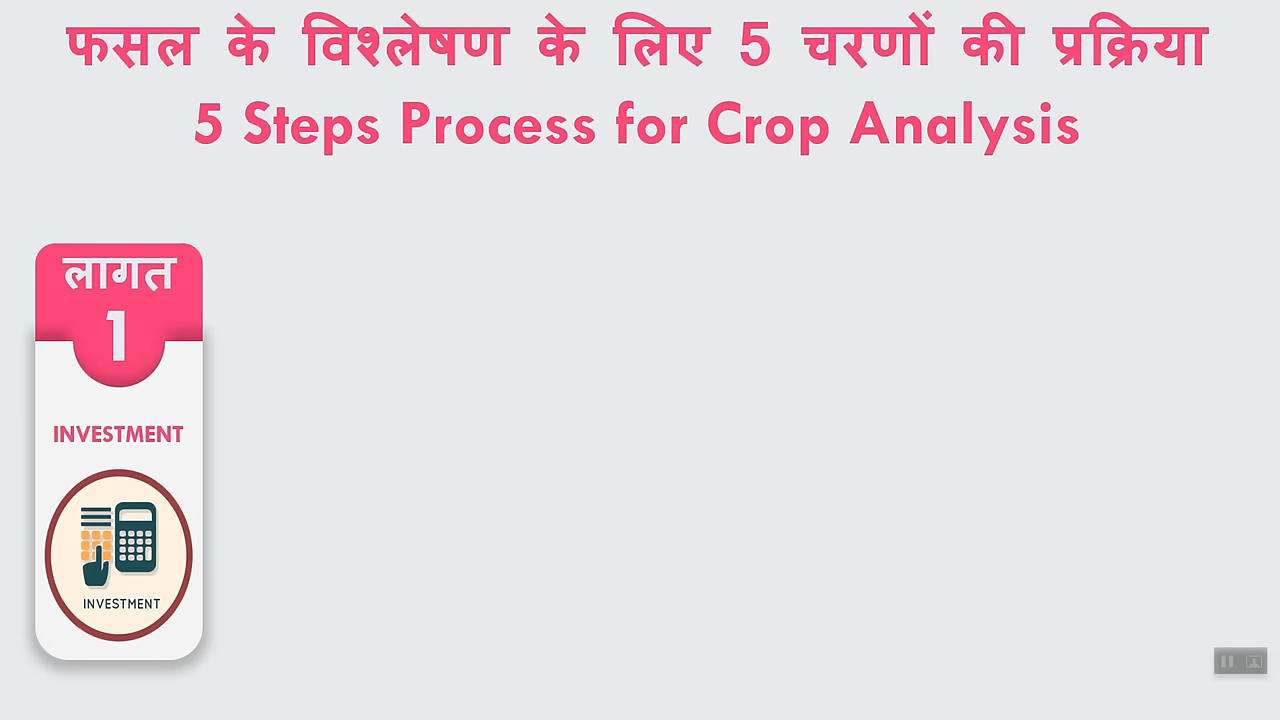 फसल के विश्लेषण के लिए 5 चरणों की प्रक्रिया
5 Steps Process for Crop Analysis
लागत
1
INVESTMENT
INVESTMENT